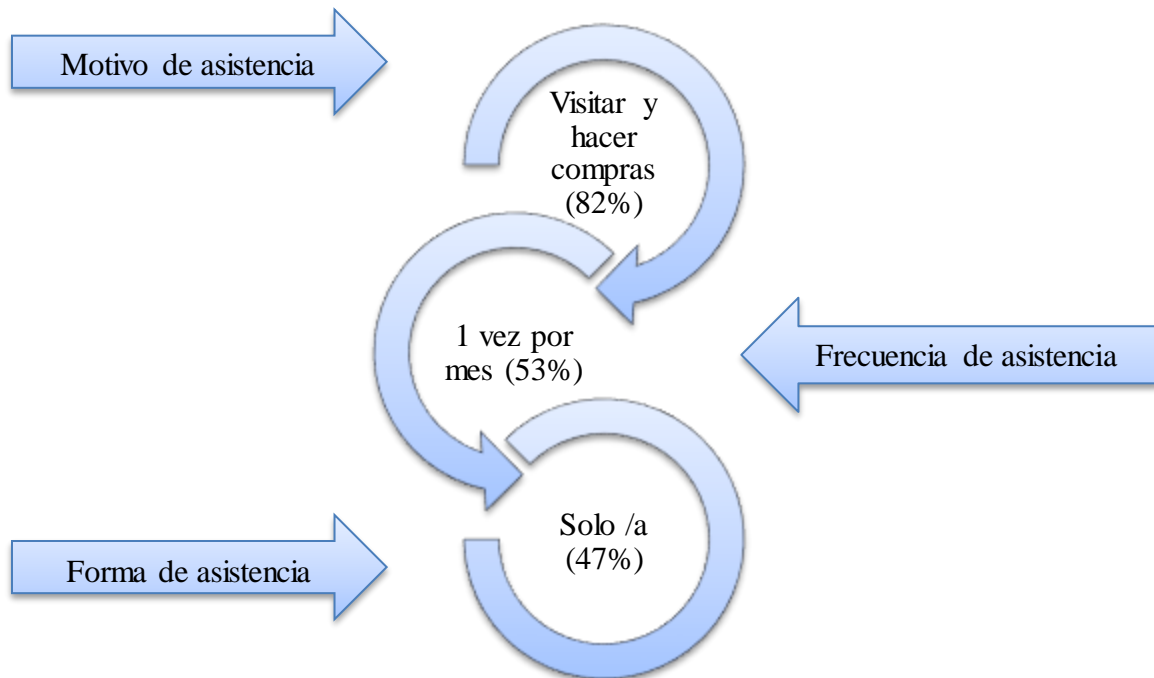 Motivo de asistencia
Visitar y
hacer
compras
(82%)
1 vez por
mes (53%)
Frecuencia de asistencia
Solo /a
(47%)
Forma de asistencia